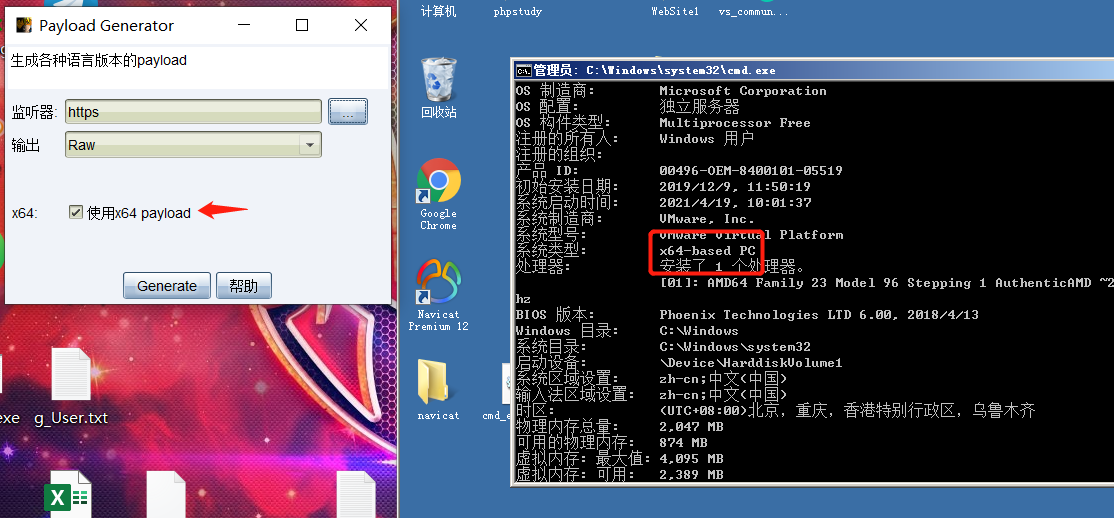 Payload Generator
生成各种语言版本的payload
监听器: https ...
输出 Raw
x64: 使用x64 payload
Generate 帮助
g_User.txt
计算机 phpstudy WebSite1 vs_commun...
回收站
Google
Chrome
Navicat
Premium 12
navicat
管理员: C:\Windows\system32\cmd.exe
OS 制造商: Microsoft Corporation
OS 配置: 独立服务器
OS 构件类型: Multiprocessor Free
注册的所有人: Windows 用户
注册的组织:
产品 ID: 00496-OEM-8400101-05519
初始安装日期: 2019/12/9, 11:50:19
系统启动时间: 2021/4/19, 10:01:37
系统制造商: VMware, Inc.
系统型号: VMware Virtual Platform
系统类型: x64-based PC
处理器: 安装了 1 个处理器。
[01]: AMD64 Family 23 Model 96 Stepping 1 AuthenticAMD ~2
hz
BIOS 版本: Phoenix Technologies LTD 6.00, 2018/4/13
Windows 目录: C:\Windows
系统目录: C:\Windows\system32
启动设备: \Device\HarddiskVolume1
系统区域设置: zh-cn;中文(中国)
输入法区域设置: zh-cn;中文(中国)
时区: (UTC+08:00)北京，重庆，香港特别行政区，乌鲁木齐
物理内存总量: 2,047 MB
可用的物理内存: 874 MB
虚拟内存: 最大值: 4,095 MB
虚拟内存: 可用: 2,389 MB